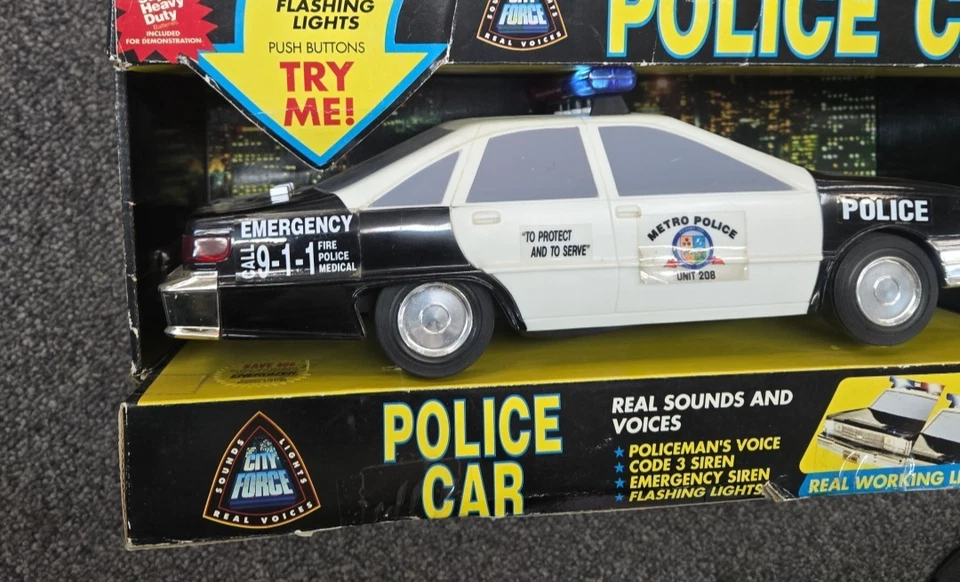 Heavy
Duty
INCLUDED
FOR DEMONSTRATION
FLASHING
LIGHTS
PUSH BUTTONS
TRY
ME!
CITY
FORCE
REAL VOICES
POLICE C
EMERGENCY
CALL 9-1-1 FIRE
POLICE
MEDICAL
"TO PROTECT
AND TO SERVE"
METRO POLICE
UNIT 208
POLICE
SOUNDS LIGHTS
CITY
FORCE
REAL VOICES
POLICE
CAR
REAL SOUNDS AND
VOICES
★ POLICEMAN'S VOICE
★ CODE 3 SIREN
★ EMERGENCY SIREN
★ FLASHING LIGHTS
REAL WORKING LI